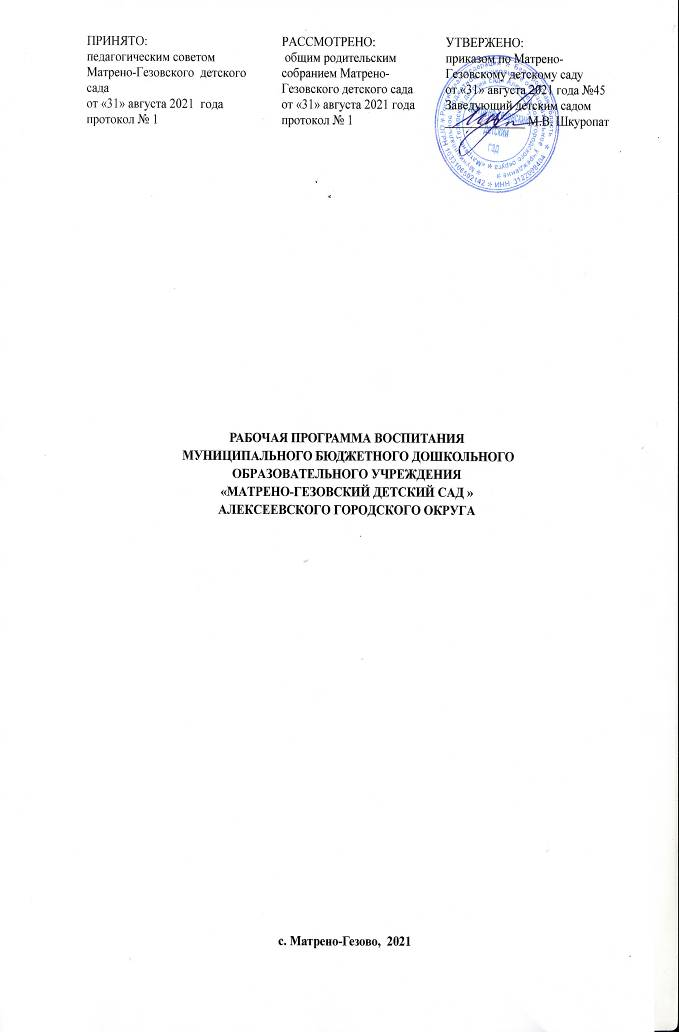 ПРИНЯТО:
педагогическим советом
Матрено-Гезовского детского
сада
от «31» августа 2021 года
протокол № 1
РАССМОТРЕНО:
общим родительским
собранием Матрено-
Гезовского детского сада
от «31» августа 2021 года
протокол № 1
УТВЕРЖЕНО:
приказом по Матрено-
Гезовскому детскому саду
от «31» августа 2021 года №45
Заведующий детским садом
М.В. Шкуропат
ДЕТСКИЙ
РАБОЧАЯ ПРОГРАММА ВОСПИТАНИЯ
МУНИЦИПАЛЬНОГО БЮДЖЕТНОГО ДОШКОЛЬНОГО
ОБРАЗОВАТЕЛЬНОГО УЧРЕЖДЕНИЯ
«МАТРЕНО-ГЕЗОВСКИЙ ДЕТСКИЙ САД »
АЛЕКСЕЕВСКОГО ГОРОДСКОГО ОКРУГА
с. Матрено-Гезово, 2021